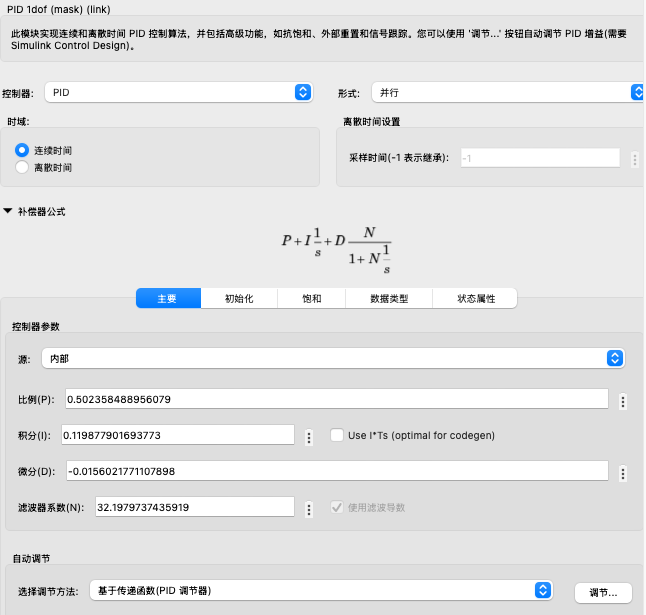 PID 1dof (mask) (link)
此模块实现连续和离散时间 PID 控制算法，并包括高级功能，如抗饱和、外部重置和信号跟踪。您可以使用 '调节...' 按钮自动调节 PID 增益(需要
Simulink Control Design)。
控制器: PID 形式: 并行
时域: 离散时间设置
连续时间
离散时间
采样时间(-1 表示继承): -1
补偿器公式
P + I 1/s + D N/(1 + N 1/s)
主要 初始化 饱和 数据类型 状态属性
控制器参数
源: 内部
比例(P): 0.502358488956079
积分(I): 0.119877901693773 Use I*Ts (optimal for codegen)
微分(D): -0.0156021771107898
滤波器系数(N): 32.1979737435919 使用滤波导数
自动调节
选择调节方法: 基于传递函数(PID 调节器) 调节...